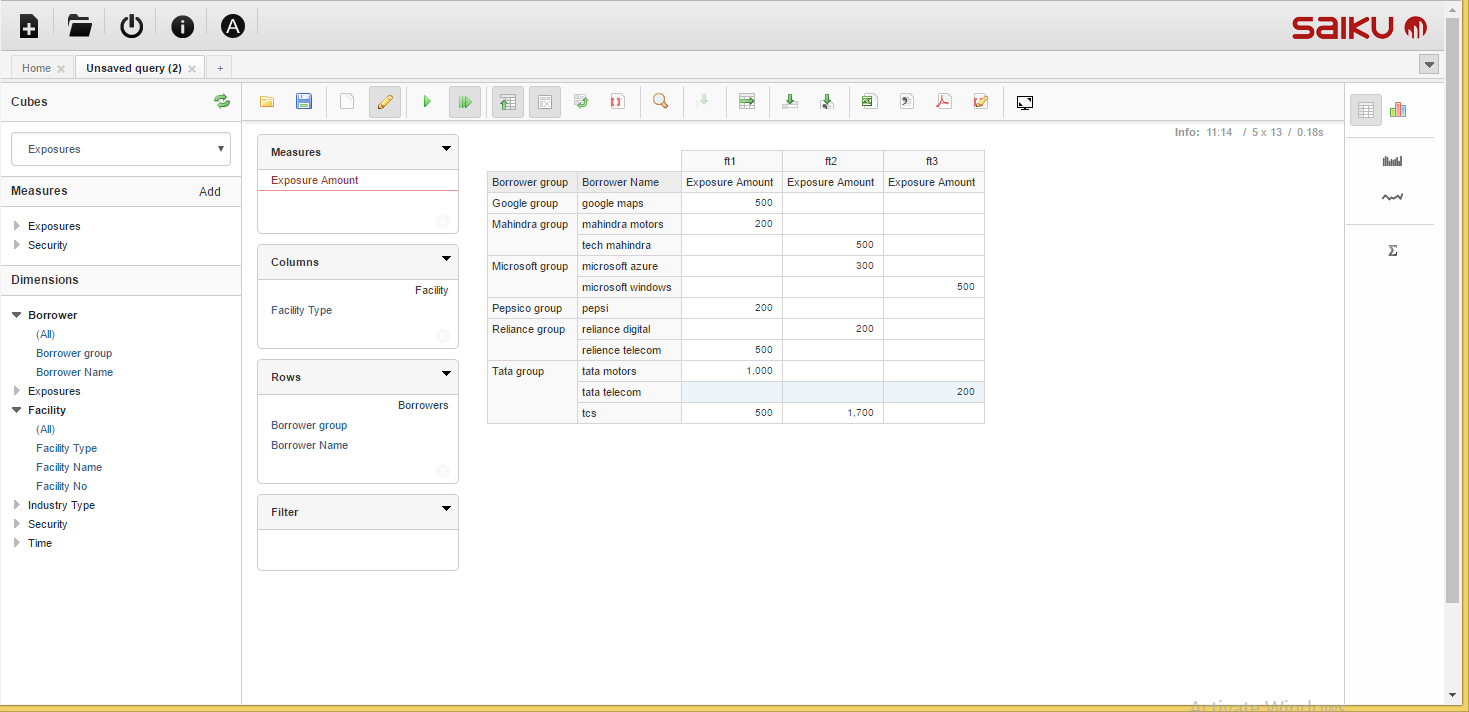 SAIKU
Home
Unsaved query (2)
+
Cubes
Exposures
Measures Add
Exposures
Security
Dimensions
Borrower
(All)
Borrower group
Borrower Name
Exposures
Facility
(All)
Facility Type
Facility Name
Facility No
Industry Type
Security
Time
Measures
Exposure Amount
Columns
Facility
Facility Type
Rows
Borrowers
Borrower group
Borrower Name
Filter
Info: 11:14 / 5 x 13 / 0.18s
ft1 ft2 ft3
Borrower group Borrower Name Exposure Amount Exposure Amount Exposure Amount
Google group google maps 500
Mahindra group mahindra motors 200
tech mahindra 500
Microsoft group microsoft azure 300
microsoft windows 500
Pepsico group pepsi 200
Reliance group reliance digital 200
relience telecom 500
Tata group tata motors 1,000
tata telecom 200
tcs 500 1,700
Σ
Activate Windows